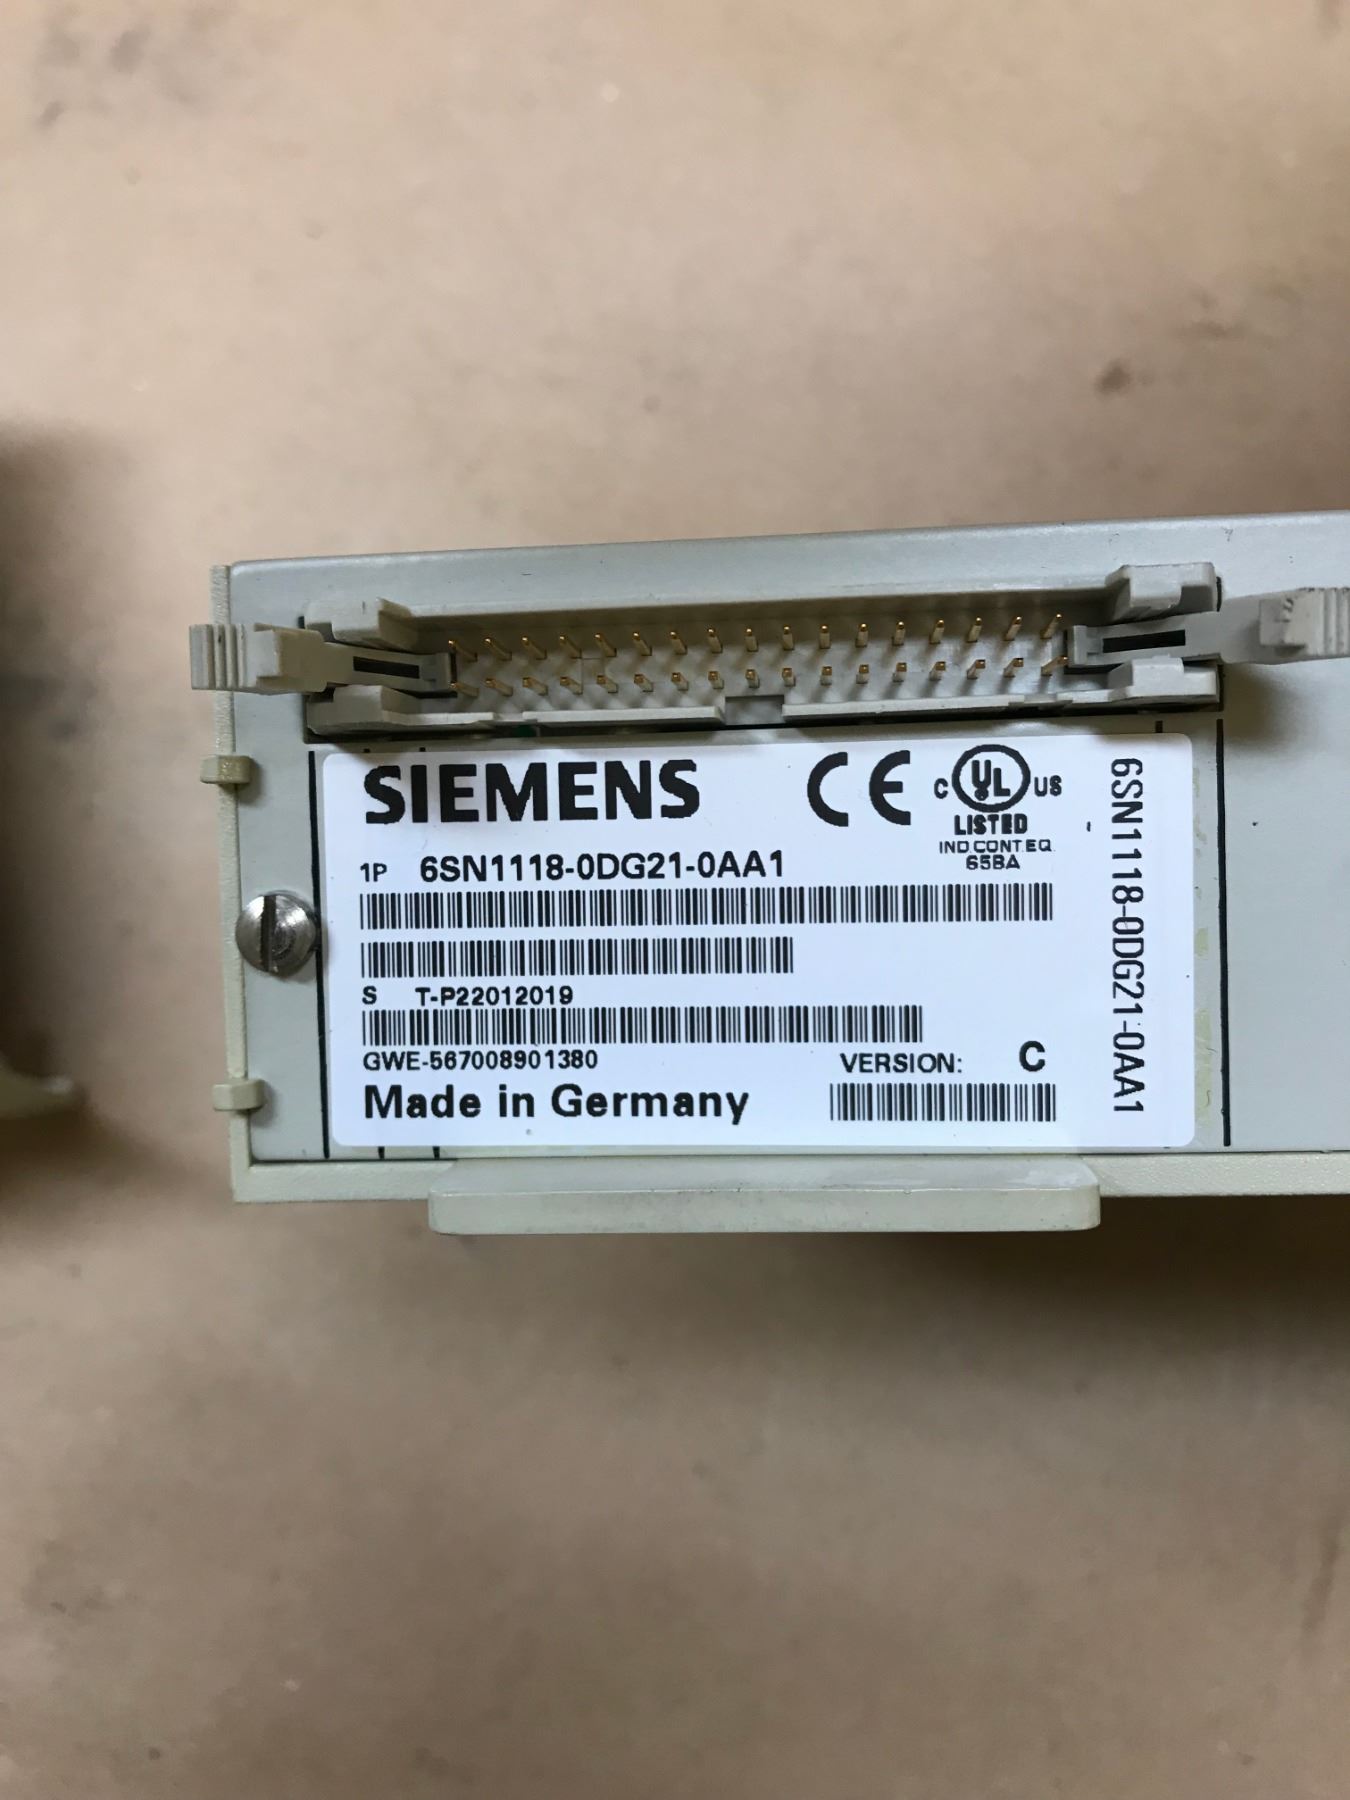 SIEMENS
CE
C UL US
LISTED
IND.CONT.EQ.
65BA
1P 6SN1118-0DG21-0AA1
S T-P22012019
GWE-567008901380
VERSION: C
Made in Germany
6SN1118-0DG21-0AA1